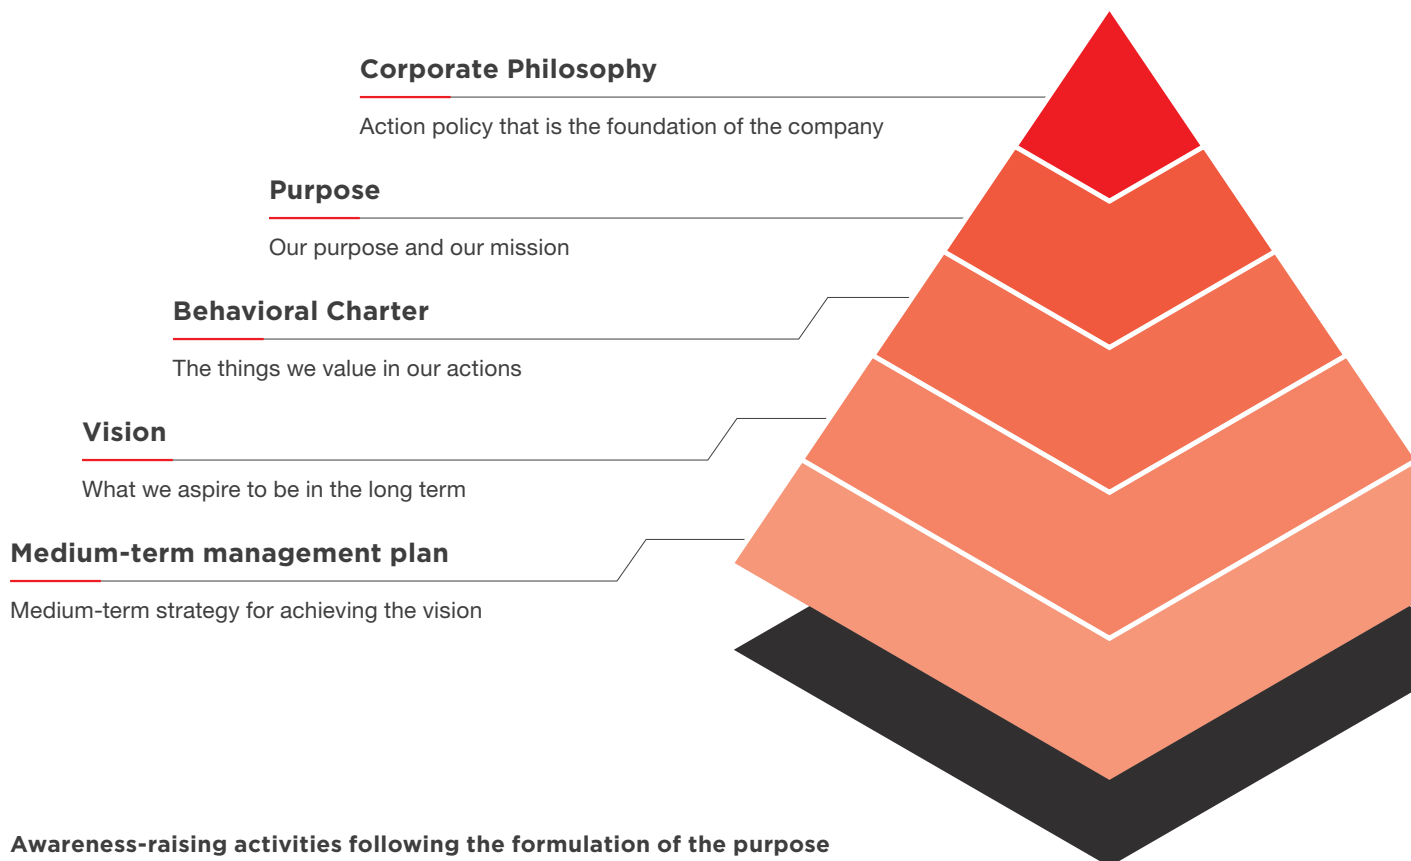 Corporate Philosophy
Action policy that is the foundation of the company
Purpose
Our purpose and our mission
Behavioral Charter
The things we value in our actions
Vision
What we aspire to be in the long term
Medium-term management plan
Medium-term strategy for achieving the vision
Awareness-raising activities following the formulation of the purpose